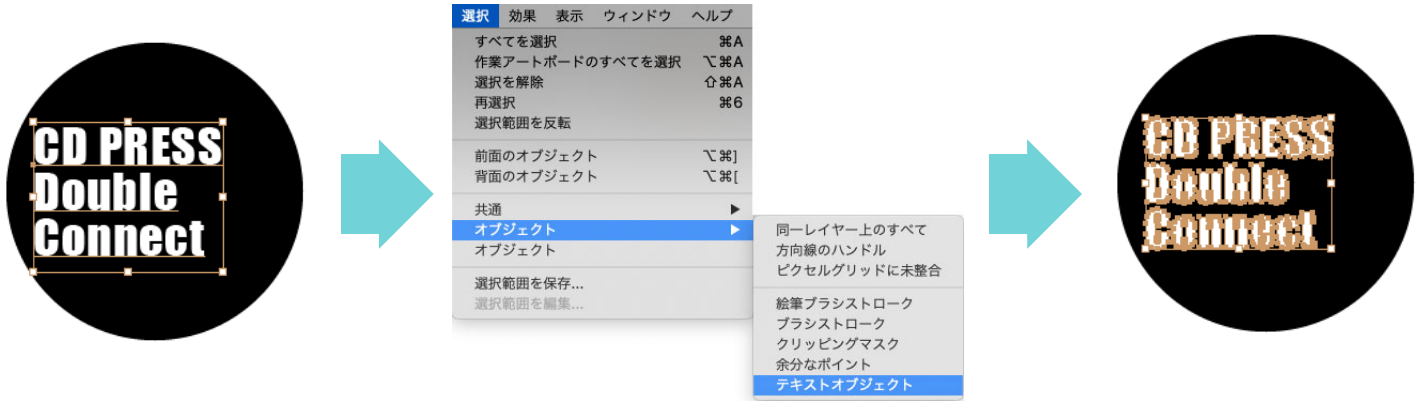 CD PRESS
Double
Connect
選択 効果 表示 ウィンドウ ヘルプ
すべてを選択 ⌘A
作業アートボードのすべてを選択 ⌥⌘A
選択を解除 ⇧⌘A
再選択 ⌘6
選択範囲を反転
前面のオブジェクト ⌥⌘]
背面のオブジェクト ⌥⌘[
共通 ▶
オブジェクト ▶
オブジェクト
選択範囲を保存...
選択範囲を編集...
同一レイヤー上のすべて
方向線のハンドル
ピクセルグリッドに未整合
絵筆ブラシストローク
ブラシストローク
クリッピングマスク
余分なポイント
テキストオブジェクト
CD PRESS
Double
Connect